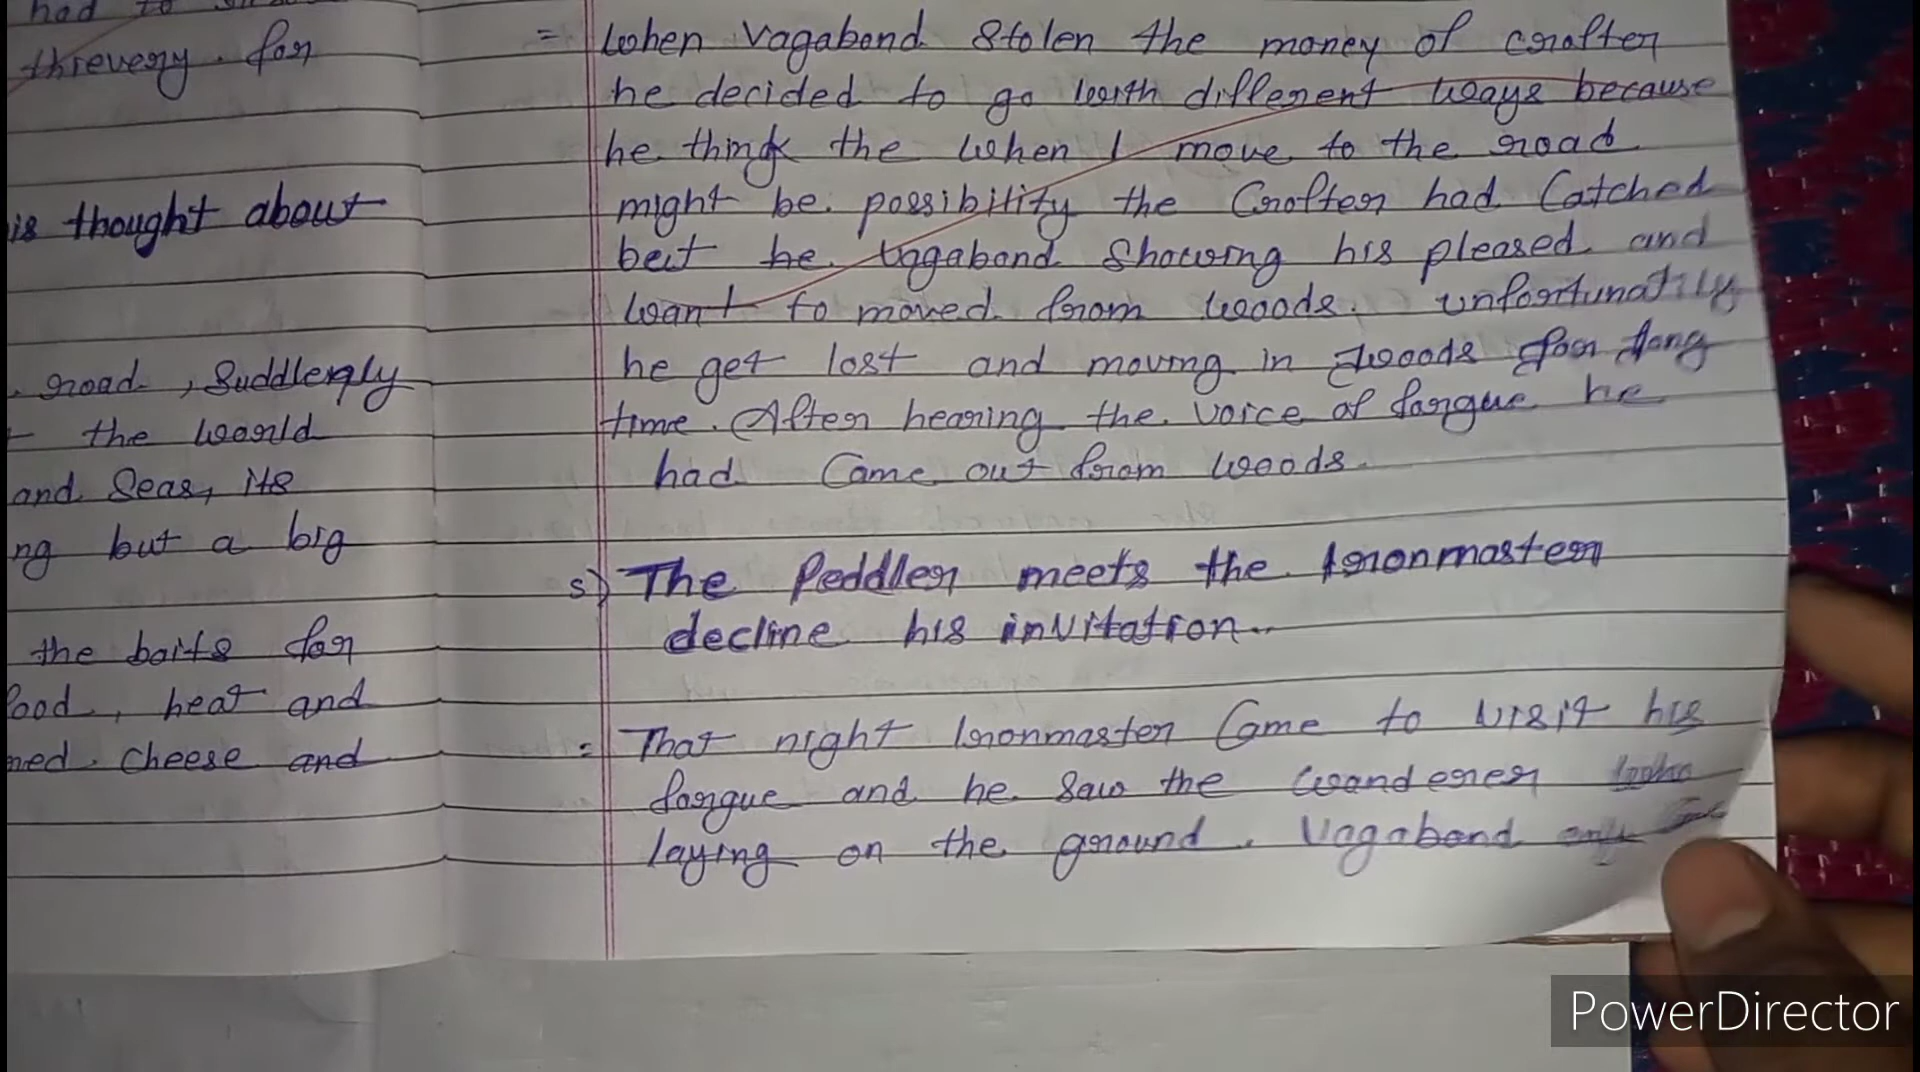 had to
thievery. for
is thought about
road, Suddlenly
the world
and Seas, its
ng but a big
the baits for
food, heat and
ned cheese and
= When Vagabond Stolen the money of crofter
he decided to go with different ways because
he think the when I move to the road
might be possibility the Crofter had Catched
but he Vagabond Showing his pleased and
want to moved from woods. unfortunatily
he get lost and moving in woods for long
time. After hearing the voice of forgue he
had Came out from woods.
5) The Peddler meets the Ironmaster
decline his invitation..
= That night Ironmaster Came to visit his
forgue and he saw the wanderer
laying on the ground. Vagabond
PowerDirector